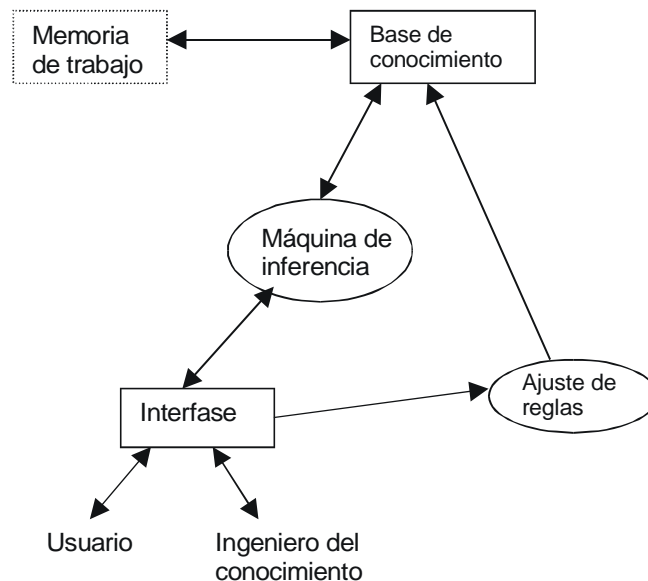 Memoria
de trabajo
Base de
conocimiento
Máquina de
inferencia
Ajuste de
reglas
Interfase
Usuario
Ingeniero del
conocimiento